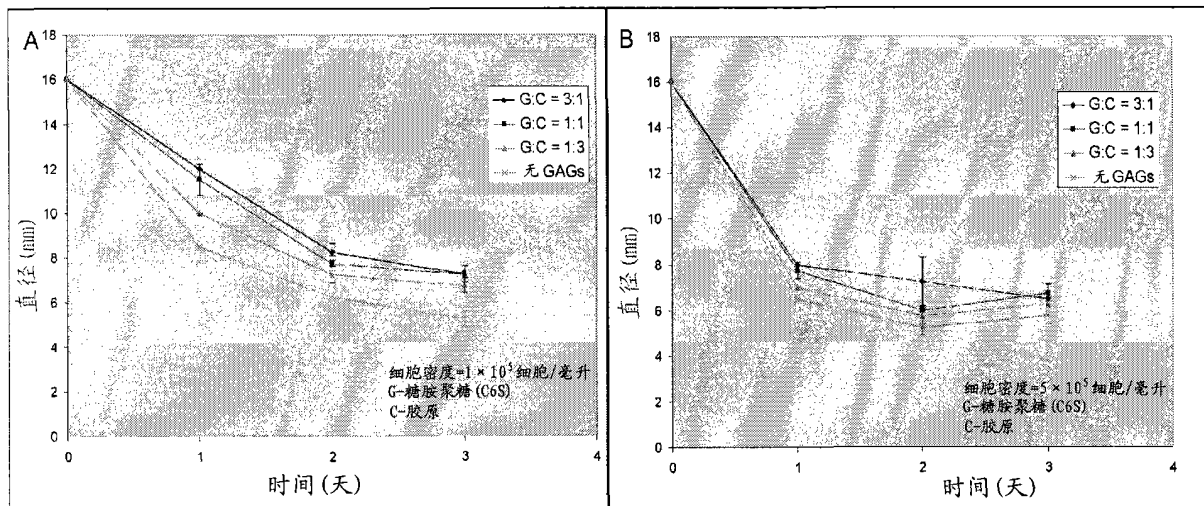 A
18
16
14
12
10
8
6
4
2
0
直径(mm)
0 1 2 3 4
时间(天)
G:C = 3:1
G:C = 1:1
G:C = 1:3
无 GAGs
细胞密度=1×10⁵细胞/毫升
G-糖胺聚糖(C6S)
C-胶原
B
18
16
14
12
10
8
6
4
2
0
直径(mm)
0 1 2 3 4
时间(天)
G:C = 3:1
G:C = 1:1
G:C = 1:3
无 GAGs
细胞密度=5×10⁵细胞/毫升
G-糖胺聚糖(C6S)
C-胶原